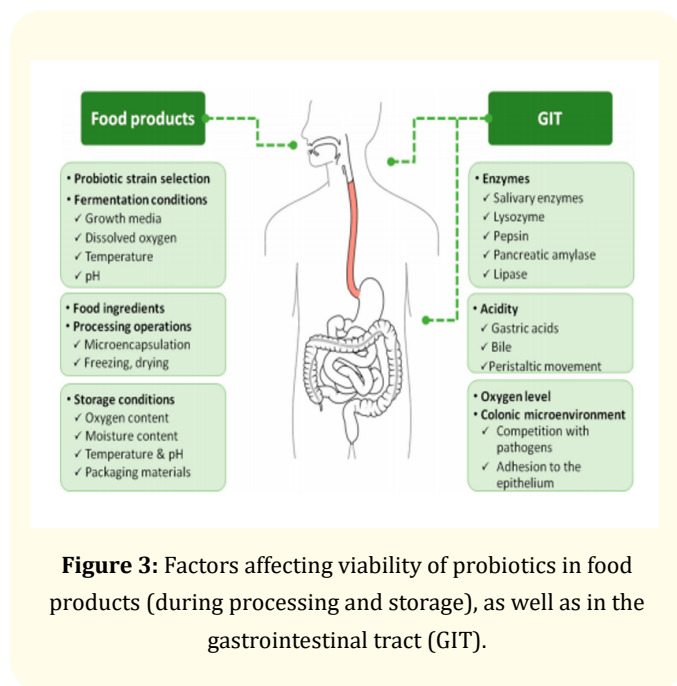 Food products
• Probiotic strain selection
• Fermentation conditions
✓ Growth media
✓ Dissolved oxygen
✓ Temperature
✓ pH
• Food ingredients
• Processing operations
✓ Microencapsulation
✓ Freezing, drying
• Storage conditions
✓ Oxygen content
✓ Moisture content
✓ Temperature & pH
✓ Packaging materials
GIT
• Enzymes
✓ Salivary enzymes
✓ Lysozyme
✓ Pepsin
✓ Pancreatic amylase
✓ Lipase
• Acidity
✓ Gastric acids
✓ Bile
✓Peristaltic movement
• Oxygen level
• Colonic microenvironment
✓ Competition with
pathogens
✓ Adhesion to the
epithelium
Figure 3: Factors affecting viability of probiotics in food
products (during processing and storage), as well as in the
gastrointestinal tract (GIT).